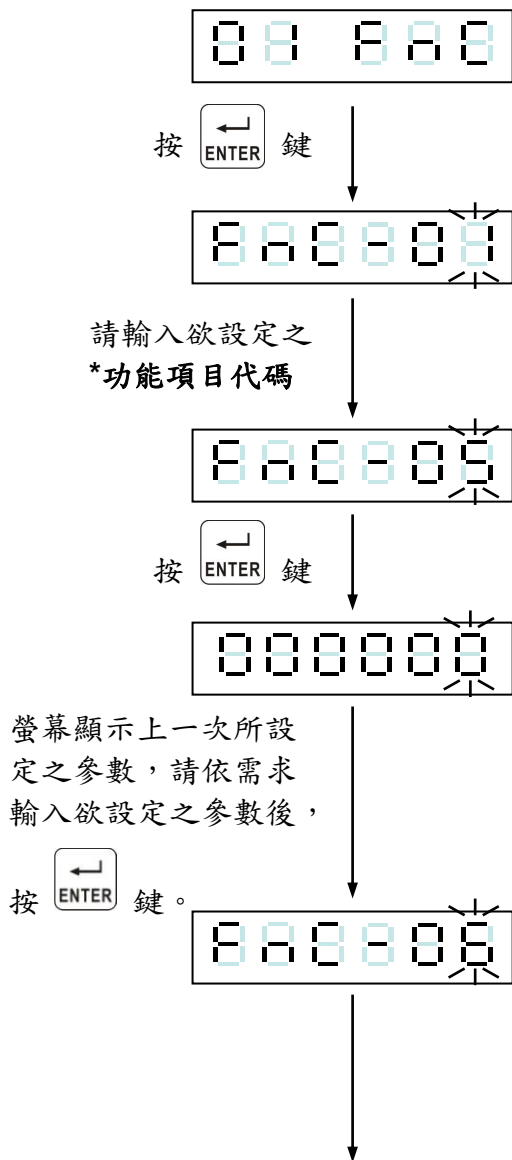 01 FnC
按 ENTER 鍵
FnC-01
請輸入欲設定之
*功能項目代碼
FnC-05
按 ENTER 鍵
000000
螢幕顯示上一次所設
定之參數,請依需求
輸入欲設定之參數後,
按 ENTER 鍵。
FnC-06